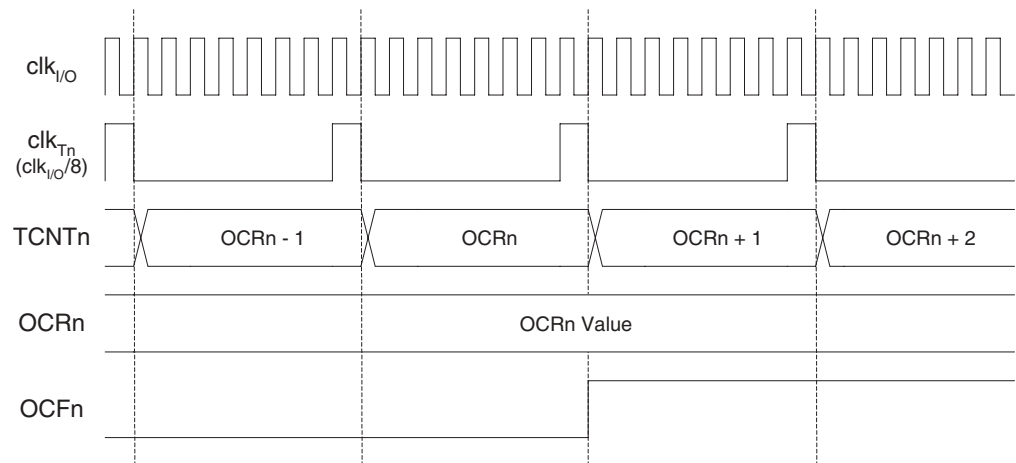 clkI/O
clkTn
(clkI/O/8)
TCNTn
OCRn - 1
OCRn
OCRn + 1
OCRn + 2
OCRn
OCRn Value
OCFn